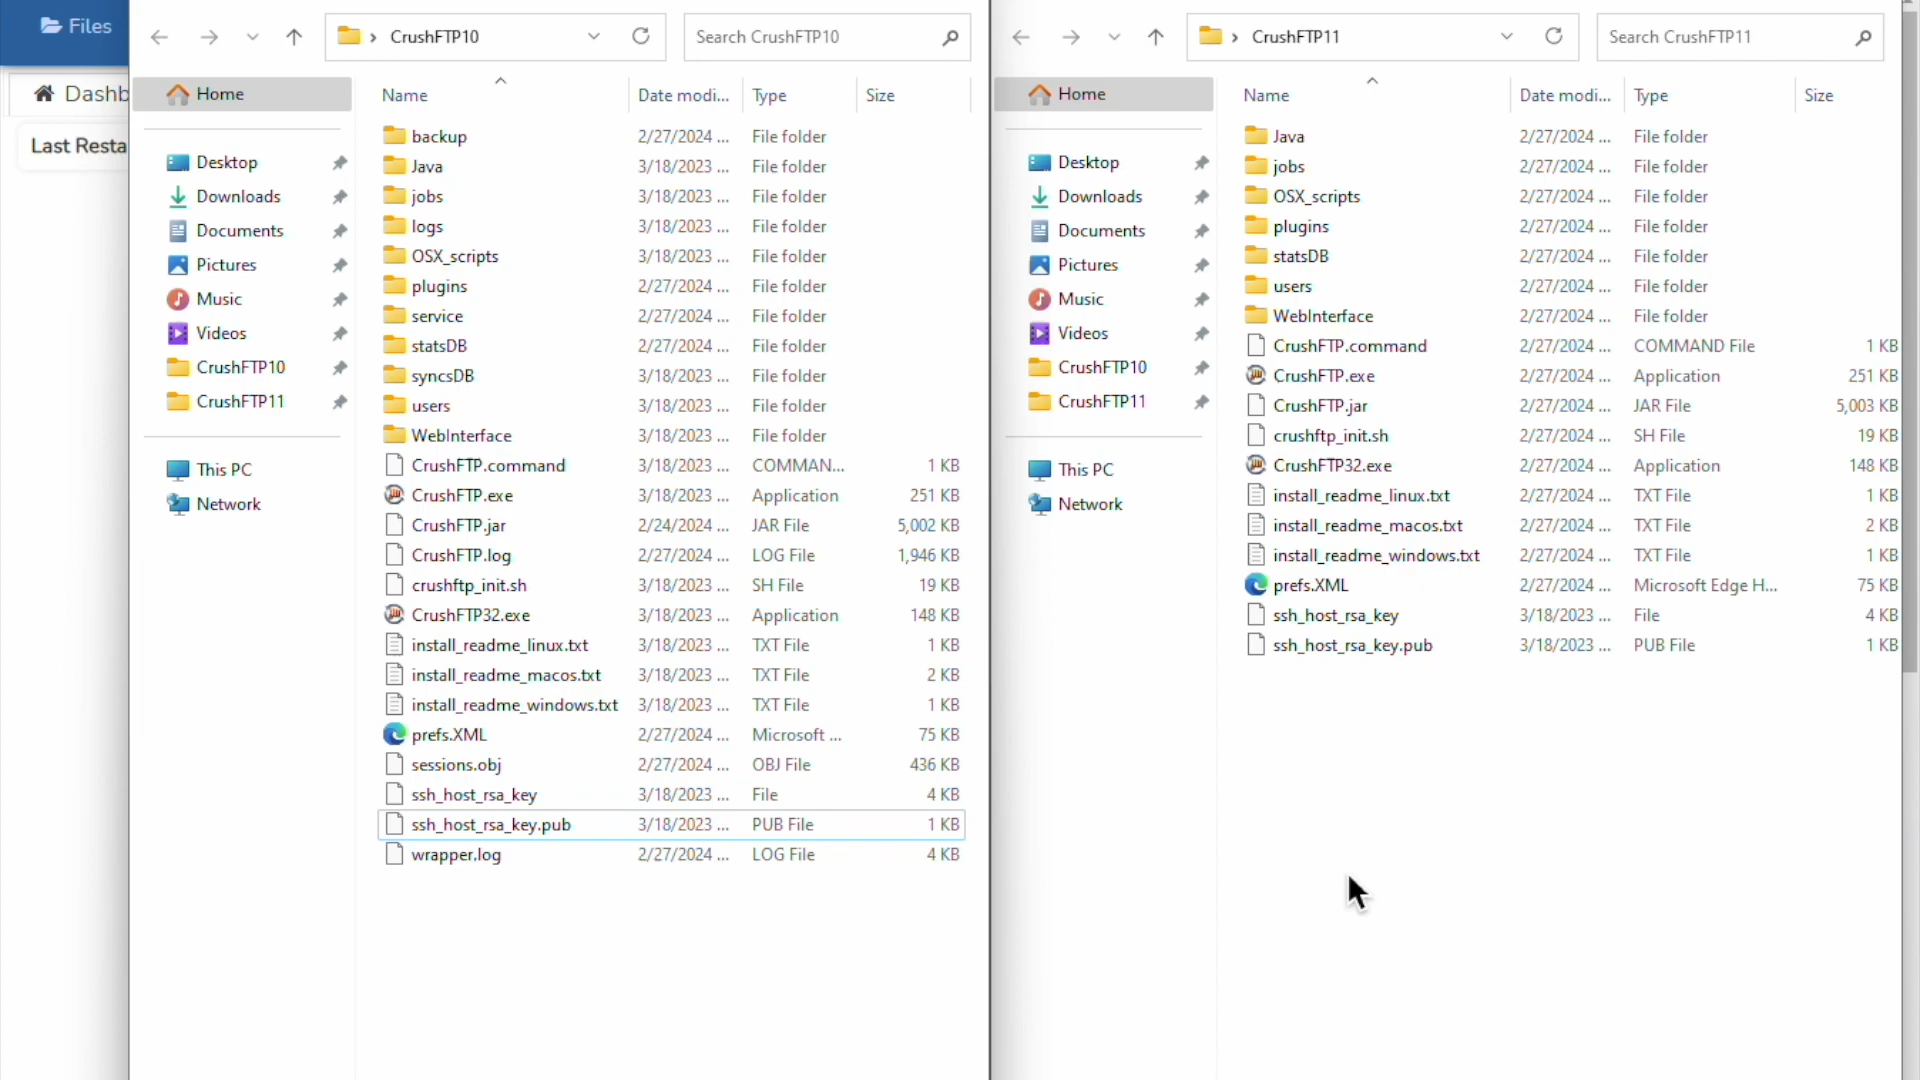 Files
Dashb
Last Resta
CrushFTP10
Search CrushFTP10
Home
Desktop
Downloads
Documents
Pictures
Music
Videos
CrushFTP10
CrushFTP11
This PC
Network
Name Date modi... Type Size
backup 2/27/2024 ... File folder
Java 3/18/2023 ... File folder
jobs 3/18/2023 ... File folder
logs 3/18/2023 ... File folder
OSX_scripts 3/18/2023 ... File folder
plugins 2/27/2024 ... File folder
service 2/27/2024 ... File folder
statsDB 2/27/2024 ... File folder
syncsDB 3/18/2023 ... File folder
users 3/18/2023 ... File folder
WebInterface 3/18/2023 ... File folder
CrushFTP.command 3/18/2023 ... COMMAN... 1 KB
CrushFTP.exe 3/18/2023 ... Application 251 KB
CrushFTP.jar 2/24/2024 ... JAR File 5,002 KB
CrushFTP.log 2/27/2024 ... LOG File 1,946 KB
crushftp_init.sh 3/18/2023 ... SH File 19 KB
CrushFTP32.exe 3/18/2023 ... Application 148 KB
install_readme_linux.txt 3/18/2023 ... TXT File 1 KB
install_readme_macos.txt 3/18/2023 ... TXT File 2 KB
install_readme_windows.txt 3/18/2023 ... TXT File 1 KB
prefs.XML 2/27/2024 ... Microsoft ... 75 KB
sessions.obj 2/27/2024 ... OBJ File 436 KB
ssh_host_rsa_key 3/18/2023 ... File 4 KB
ssh_host_rsa_key.pub 3/18/2023 ... PUB File 1 KB
wrapper.log 2/27/2024 ... LOG File 4 KB
CrushFTP11
Search CrushFTP11
Home
Desktop
Downloads
Documents
Pictures
Music
Videos
CrushFTP10
CrushFTP11
This PC
Network
Name Date modi... Type Size
Java 2/27/2024 ... File folder
jobs 2/27/2024 ... File folder
OSX_scripts 2/27/2024 ... File folder
plugins 2/27/2024 ... File folder
statsDB 2/27/2024 ... File folder
users 2/27/2024 ... File folder
WebInterface 2/27/2024 ... File folder
CrushFTP.command 2/27/2024 ... COMMAND File 1 KB
CrushFTP.exe 2/27/2024 ... Application 251 KB
CrushFTP.jar 2/27/2024 ... JAR File 5,003 KB
crushftp_init.sh 2/27/2024 ... SH File 19 KB
CrushFTP32.exe 2/27/2024 ... Application 148 KB
install_readme_linux.txt 2/27/2024 ... TXT File 1 KB
install_readme_macos.txt 2/27/2024 ... TXT File 2 KB
install_readme_windows.txt 2/27/2024 ... TXT File 1 KB
prefs.XML 2/27/2024 ... Microsoft Edge H... 75 KB
ssh_host_rsa_key 3/18/2023 ... File 4 KB
ssh_host_rsa_key.pub 3/18/2023 ... PUB File 1 KB